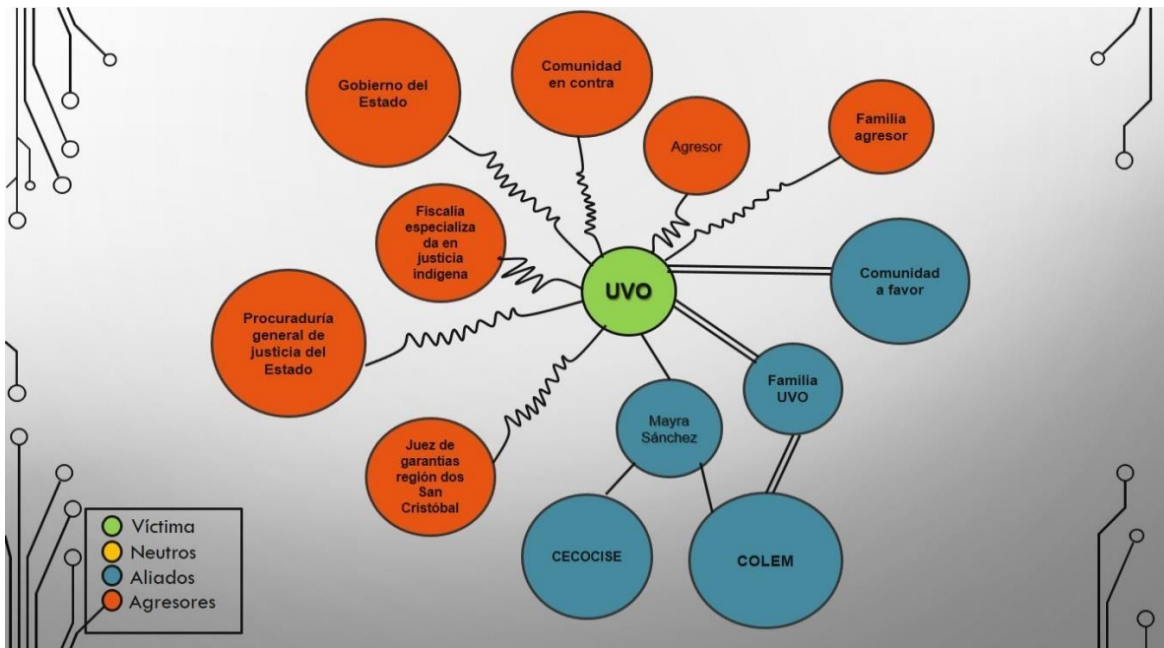 Gobierno del
Estado
Comunidad
en contra
Agresor
Familia
agresor
Fiscalía
especializa
da en
justicia
indigena
UVO
Comunidad
a favor
Procuraduría
general de
justicia del
Estado
Familia
UVO
Mayra
Sánchez
Juez de
garantias
región dos
San
Cristóbal
CECOCISE
COLEM
Víctima
Neutros
Aliados
Agresores